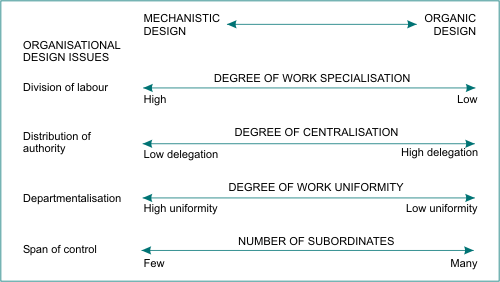 MECHANISTIC
DESIGN
ORGANIC
DESIGN
ORGANISATIONAL
DESIGN ISSUES
DEGREE OF WORK SPECIALISATION
Division of labour
High
Low
DEGREE OF CENTRALISATION
Distribution of
authority
Low delegation
High delegation
DEGREE OF WORK UNIFORMITY
Departmentalisation
High uniformity
Low uniformity
NUMBER OF SUBORDINATES
Span of control
Few
Many